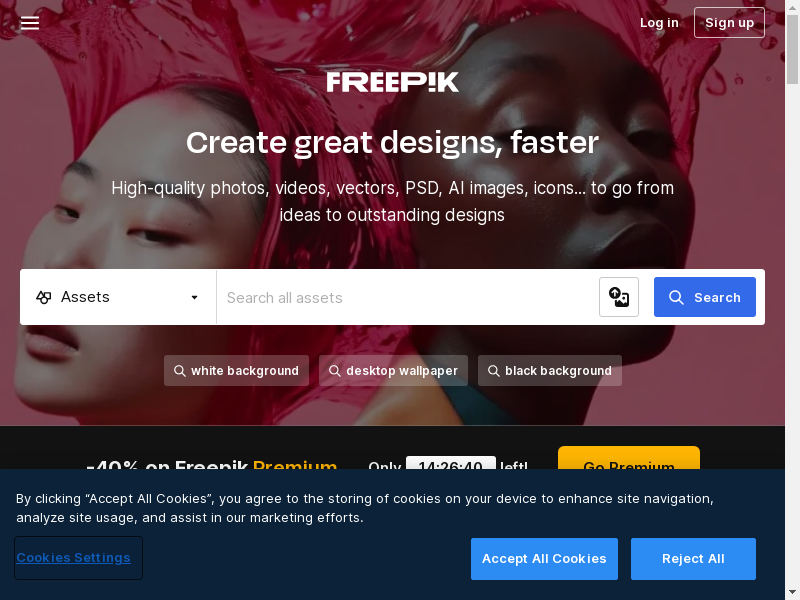 Log in
Sign up
FREEPIK
Create great designs, faster
High-quality photos, videos, vectors, PSD, AI images, icons... to go from
ideas to outstanding designs
Assets
Search all assets
Search
white background
desktop wallpaper
black background
-40% on Freepik Premium
Only 14:26:40 left!
Go Premium
By clicking “Accept All Cookies”, you agree to the storing of cookies on your device to enhance site navigation,
analyze site usage, and assist in our marketing efforts.
Cookies Settings
Accept All Cookies
Reject All